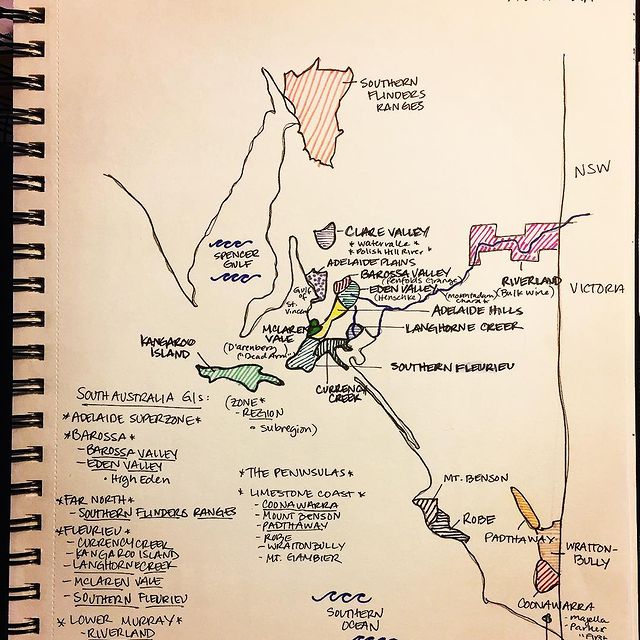 SOUTHERN
FLINDERS
RANGES
NSW
VICTORIA
CLARE VALLEY
* Watervale *
* Polish Hill River *
SPENCER
GULF
ADELAIDE PLAINS
Gulf
of
St.
Vincent
BAROSSA VALLEY
(Penfolds Grange)
EDEN VALLEY
(Henschke)
(mountadam)
RIVERLAND
(Bulk wine)
ADELAIDE HILLS
MCLAREN
VALE
(D'arenberg)
("Dead Arm")
LANGHORNE CREER
KANGAROO
ISLAND
SOUTHERN FLEURIEU
CURRENCY
CREEK
SOUTH AUSTRALIA GIs:
(ZONE*
- REGION
• subregion)
*ADELAIDE SUPERZONE*
*BAROSSA*
- BAROSSA VALLEY
- EDEN VALLEY
• High Eden
*FAR NORTH*
- SOUTHERN FLINDERS RANGES
*FLEURIEU*
- CURRENCY CREEK
- KANGAROO ISLAND
- LANGHORNE CREEK
- MCLAREN VALE
- SOUTHERN FLEURIEU
* LOWER MURRAY *
- RIVERLAND
*THE PENINSULAS*
* LIMESTONE COAST *
- COONAWARRA
- MOUNT BENSON
- PADTHAWAY
- ROBE
- WRATTONBULLY
- MT. GAMBIER
MT. BENSON
ROBE
PADTHAWAY
WRATTON-
BULLY
COONAWARRA
- majella
- Parker
"First
SOUTHERN
OCEAN